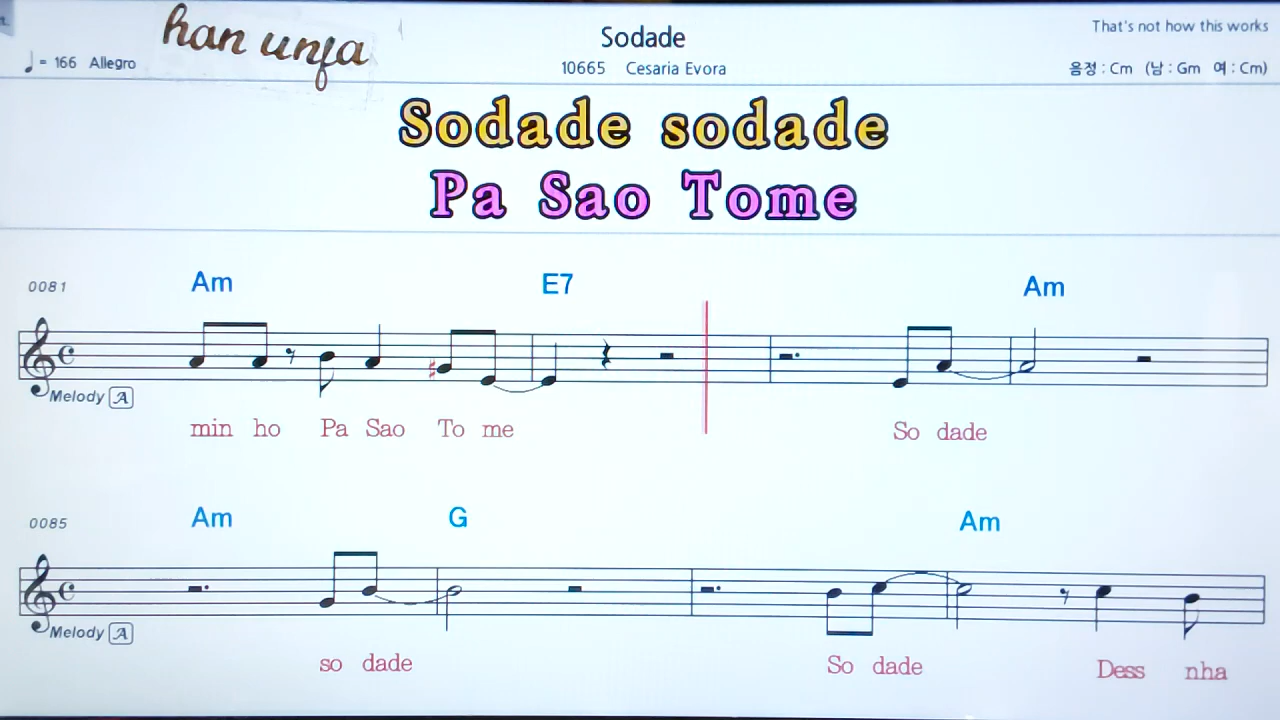 han unja
Sodade
That's not how this works
♩ = 166 Allegro
10665 Cesaria Evora
음정 : Cm (남 : Gm 여 : Cm)
Sodade sodade
Pa Sao Tome
0081 Am E7 Am
Melody A
min ho Pa Sao To me So dade
0085 Am G Am
Melody A
so dade So dade Dess nha